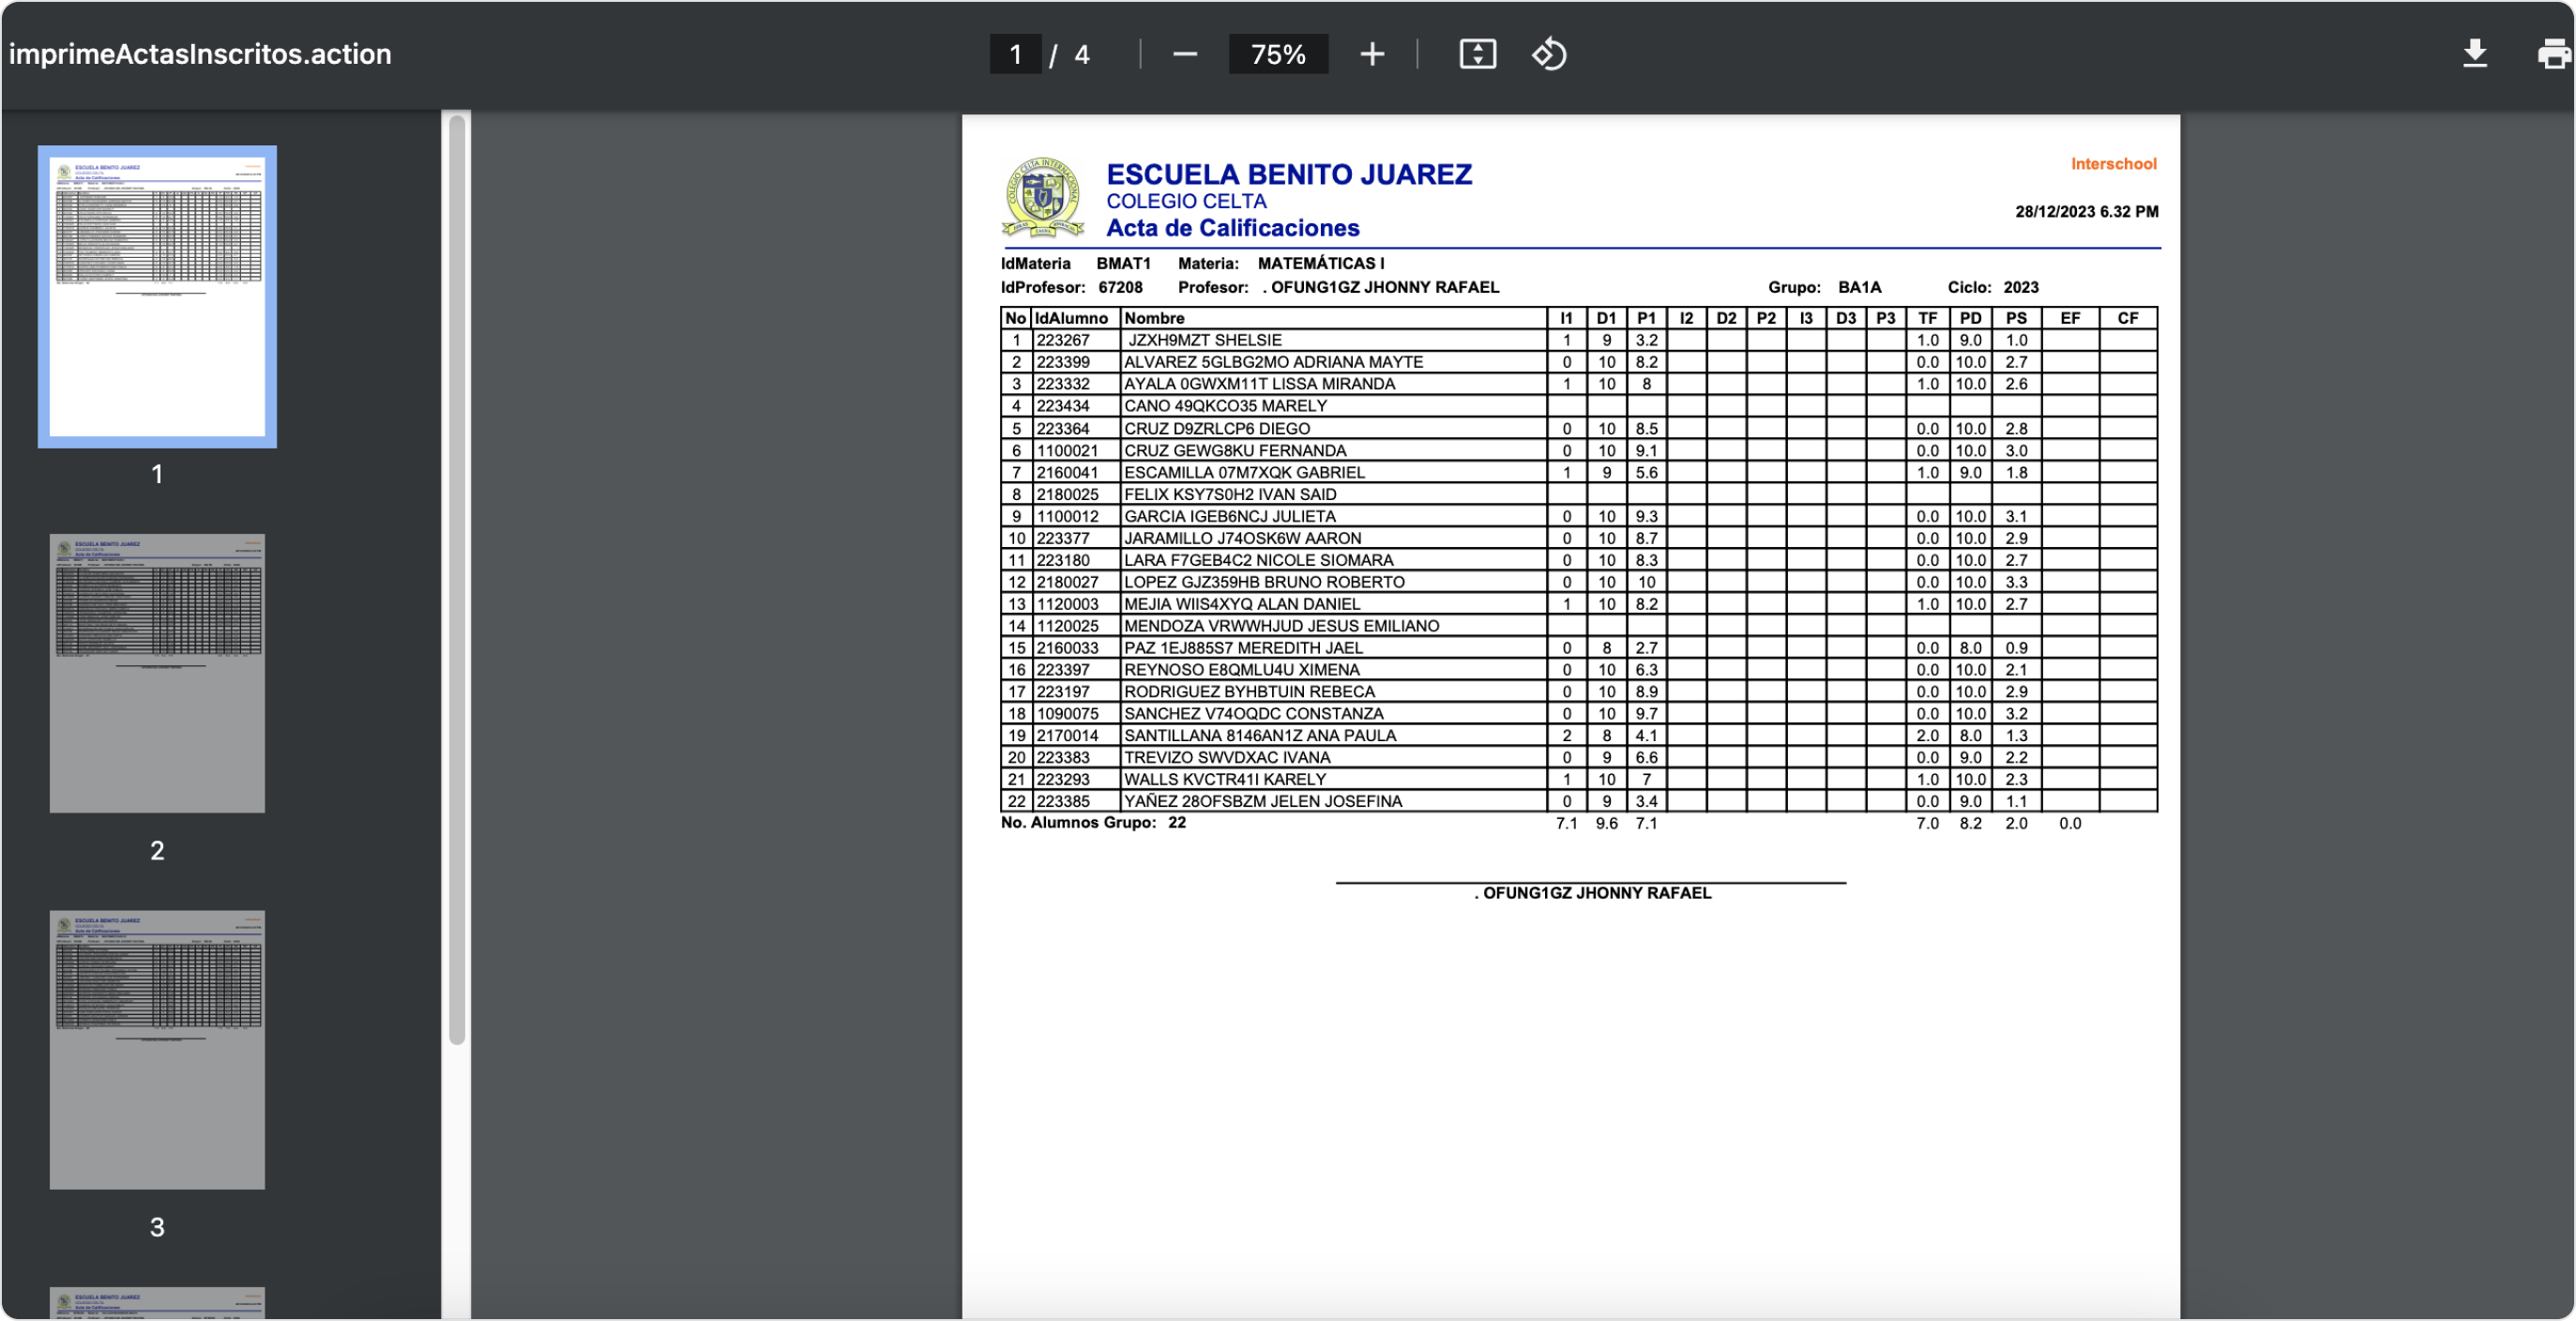 imprimeActasInscritos.action
1 / 4 75%
1
2
3
ESCUELA BENITO JUAREZ
COLEGIO CELTA
Acta de Calificaciones
Interschool
28/12/2023 6.32 PM
IdMateria BMAT1 Materia: MATEMÁTICAS I
IdProfesor: 67208 Profesor: . OFUNG1GZ JHONNY RAFAEL Grupo: BA1A Ciclo: 2023
No IdAlumno Nombre I1 D1 P1 I2 D2 P2 I3 D3 P3 TF PD PS EF CF
1 223267 JZXH9MZT SHELSIE 1 9 3.2 1.0 9.0 1.0
2 223399 ALVAREZ 5GLBG2MO ADRIANA MAYTE 0 10 8.2 0.0 10.0 2.7
3 223332 AYALA 0GWXM11T LISSA MIRANDA 1 10 8 1.0 10.0 2.6
4 223434 CANO 49QKCO35 MARELY
5 223364 CRUZ D9ZRLCP6 DIEGO 0 10 8.5 0.0 10.0 2.8
6 1100021 CRUZ GEWG8KU FERNANDA 0 10 9.1 0.0 10.0 3.0
7 2160041 ESCAMILLA 07M7XQK GABRIEL 1 9 5.6 1.0 9.0 1.8
8 2180025 FELIX KSY7S0H2 IVAN SAID
9 1100012 GARCIA IGEB6NCJ JULIETA 0 10 9.3 0.0 10.0 3.1
10 223377 JARAMILLO J74OSK6W AARON 0 10 8.7 0.0 10.0 2.9
11 223180 LARA F7GEB4C2 NICOLE SIOMARA 0 10 8.3 0.0 10.0 2.7
12 2180027 LOPEZ GJZ359HB BRUNO ROBERTO 0 10 10 0.0 10.0 3.3
13 1120003 MEJIA WIIS4XYQ ALAN DANIEL 1 10 8.2 1.0 10.0 2.7
14 1120025 MENDOZA VRWWHJUD JESUS EMILIANO
15 2160033 PAZ 1EJ885S7 MEREDITH JAEL 0 8 2.7 0.0 8.0 0.9
16 223397 REYNOSO E8QMLU4U XIMENA 0 10 6.3 0.0 10.0 2.1
17 223197 RODRIGUEZ BYHBTUIN REBECA 0 10 8.9 0.0 10.0 2.9
18 1090075 SANCHEZ V74OQDC CONSTANZA 0 10 9.7 0.0 10.0 3.2
19 2170014 SANTILLANA 8146AN1Z ANA PAULA 2 8 4.1 2.0 8.0 1.3
20 223383 TREVIZO SWVDXAC IVANA 0 9 6.6 0.0 9.0 2.2
21 223293 WALLS KVCTR41I KARELY 1 10 7 1.0 10.0 2.3
22 223385 YAÑEZ 28OFSBZM JELEN JOSEFINA 0 9 3.4 0.0 9.0 1.1
No. Alumnos Grupo: 22 7.1 9.6 7.1 7.0 8.2 2.0 0.0
. OFUNG1GZ JHONNY RAFAEL